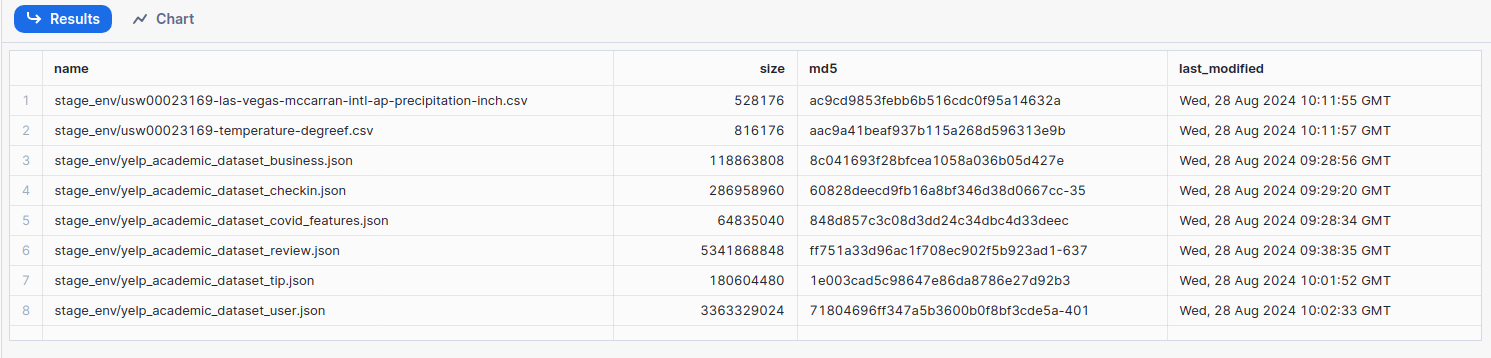 Results Chart
name size md5 last_modified
1 stage_env/usw00023169-las-vegas-mccarran-intl-ap-precipitation-inch.csv 528176 ac9cd9853febb6b516cdc0f95a14632a Wed, 28 Aug 2024 10:11:55 GMT
2 stage_env/usw00023169-temperature-degreef.csv 816176 aac9a41beaf937b115a268d596313e9b Wed, 28 Aug 2024 10:11:57 GMT
3 stage_env/yelp_academic_dataset_business.json 118863808 8c041693f28bfcea1058a036b05d427e Wed, 28 Aug 2024 09:28:56 GMT
4 stage_env/yelp_academic_dataset_checkin.json 286958960 60828deecd9fb16a8bf346d38d0667cc-35 Wed, 28 Aug 2024 09:29:20 GMT
5 stage_env/yelp_academic_dataset_covid_features.json 64835040 848d857c3c08d3dd24c34dbc4d33deec Wed, 28 Aug 2024 09:28:34 GMT
6 stage_env/yelp_academic_dataset_review.json 5341868848 ff751a33d96ac1f708ec902f5b923ad1-637 Wed, 28 Aug 2024 09:38:35 GMT
7 stage_env/yelp_academic_dataset_tip.json 180604480 1e003cad5c98647e86da8786e27d92b3 Wed, 28 Aug 2024 10:01:52 GMT
8 stage_env/yelp_academic_dataset_user.json 3363329024 71804696ff347a5b3600b0f8bf3cde5a-401 Wed, 28 Aug 2024 10:02:33 GMT